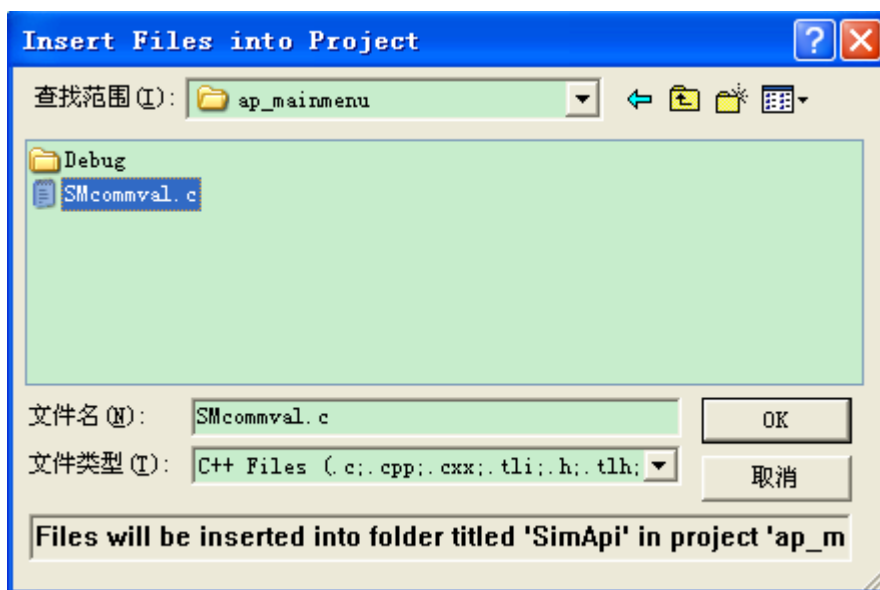 Insert Files into Project
查找范围(I): ap_mainmenu
Debug
SMcommval.c
文件名(N): SMcommval.c OK
文件类型(T): C++ Files (.c;.cpp;.cxx;.tli;.h;.tlh; 取消
Files will be inserted into folder titled 'SimApi' in project 'ap_m